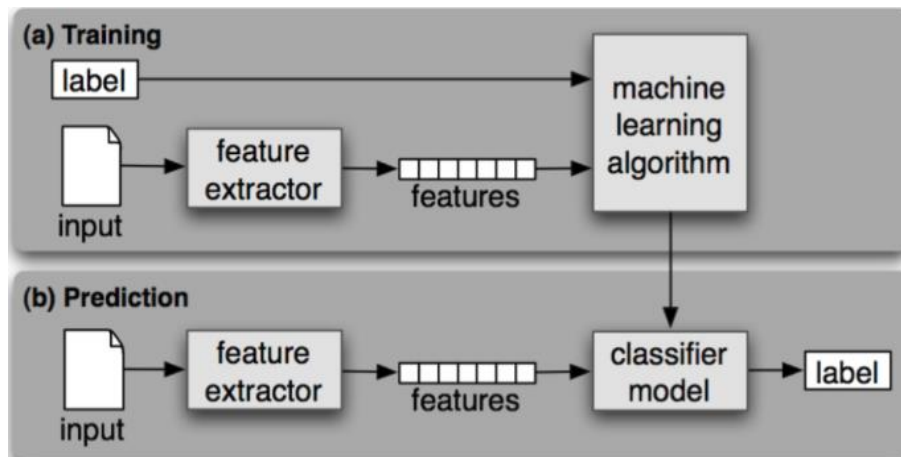 (a) Training
label
machine
learning
algorithm
feature
extractor
features
input
(b) Prediction
feature
extractor
features
input
classifier
model
label